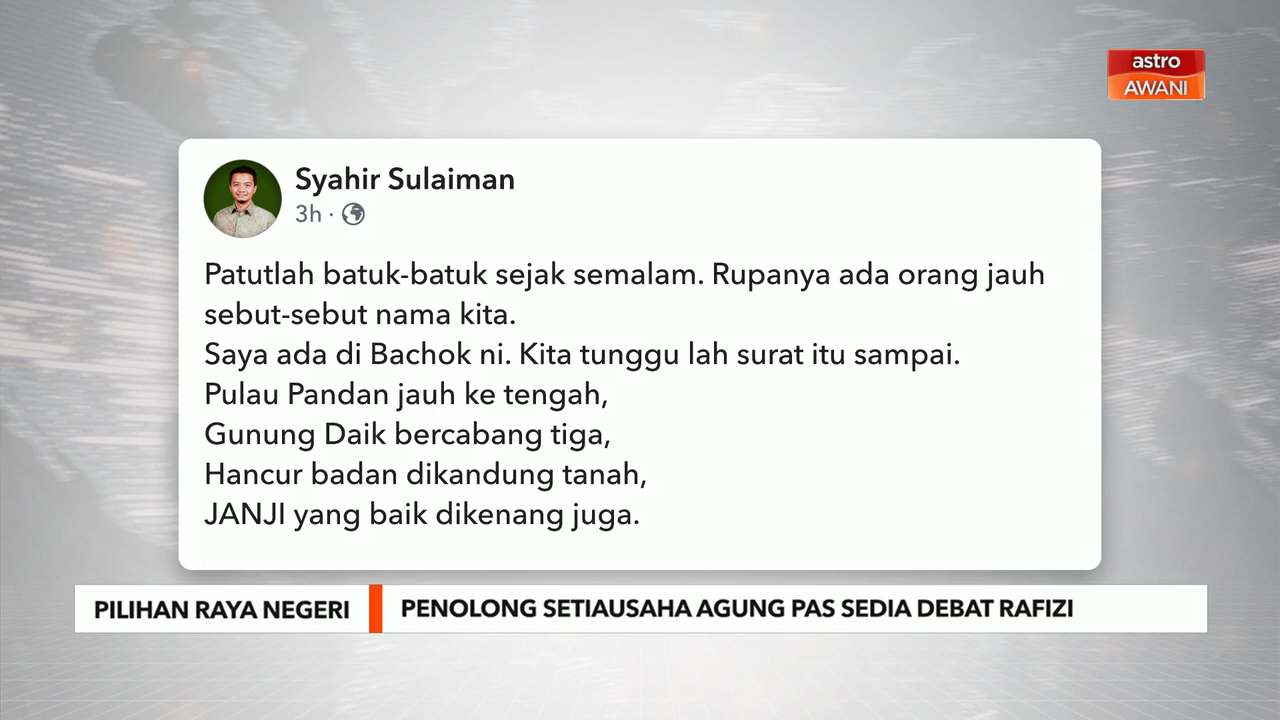 astro
AWANI
Syahir Sulaiman
3h ·
Patutlah batuk-batuk sejak semalam. Rupanya ada orang jauh
sebut-sebut nama kita.
Saya ada di Bachok ni. Kita tunggu lah surat itu sampai.
Pulau Pandan jauh ke tengah,
Gunung Daik bercabang tiga,
Hancur badan dikandung tanah,
JANJI yang baik dikenang juga.
PILIHAN RAYA NEGERI
PENOLONG SETIAUSAHA AGUNG PAS SEDIA DEBAT RAFIZI